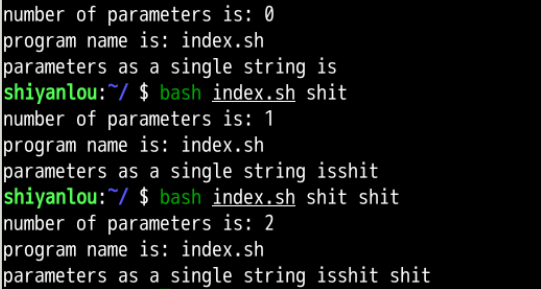 number of parameters is: 0
program name is: index.sh
parameters as a single string is
shiyanlou:~/ $ bash index.sh shit
number of parameters is: 1
program name is: index.sh
parameters as a single string isshit
shiyanlou:~/ $ bash index.sh shit shit
number of parameters is: 2
program name is: index.sh
parameters as a single string isshit shit